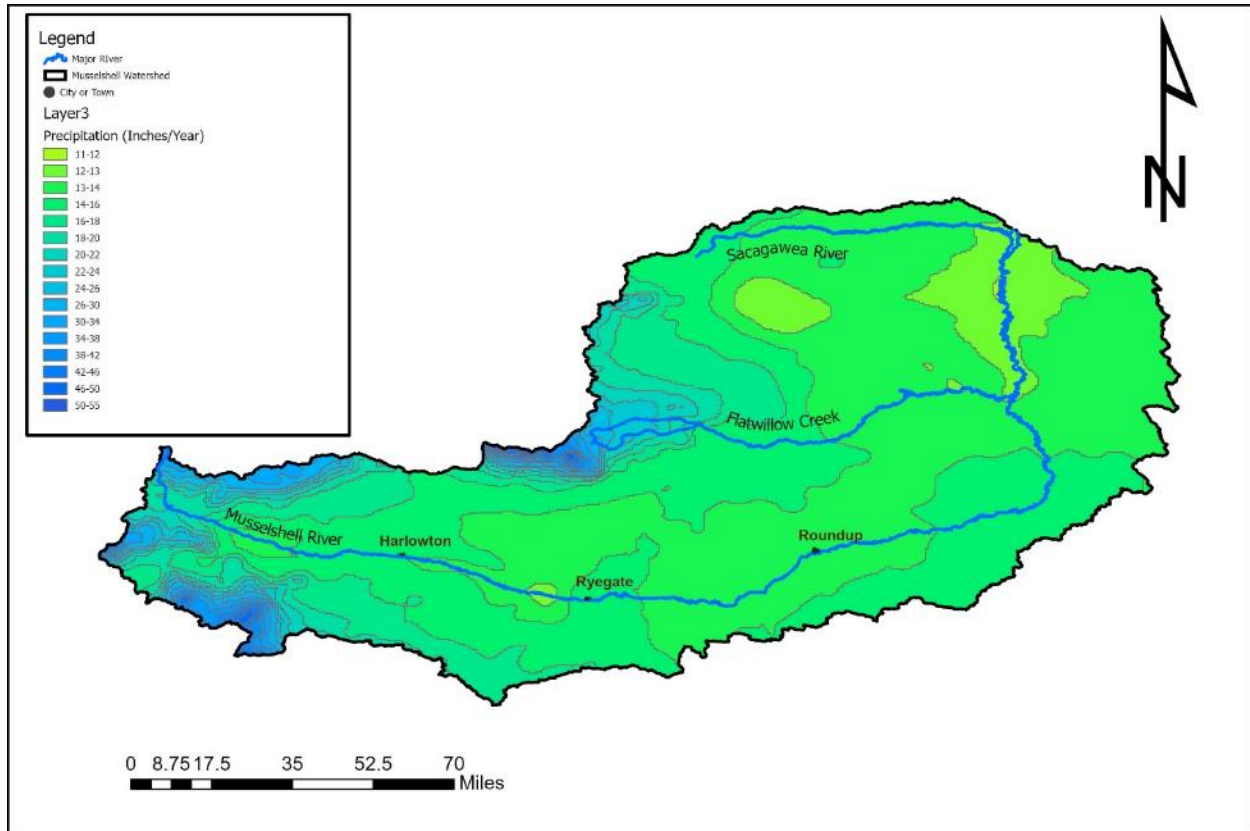 Legend
Major River
Musselshell Watershed
City or Town
Layer3
Precipitation (Inches/Year)
11-12
12-13
13-14
14-16
16-18
18-20
20-22
22-24
24-26
26-30
30-34
34-38
38-42
42-46
46-50
50-55
N
Sacagawea River
Flatwillow Creek
Musselshell River
Harlowton
Roundup
Ryegate
0 8.75 17.5 35 52.5 70
Miles